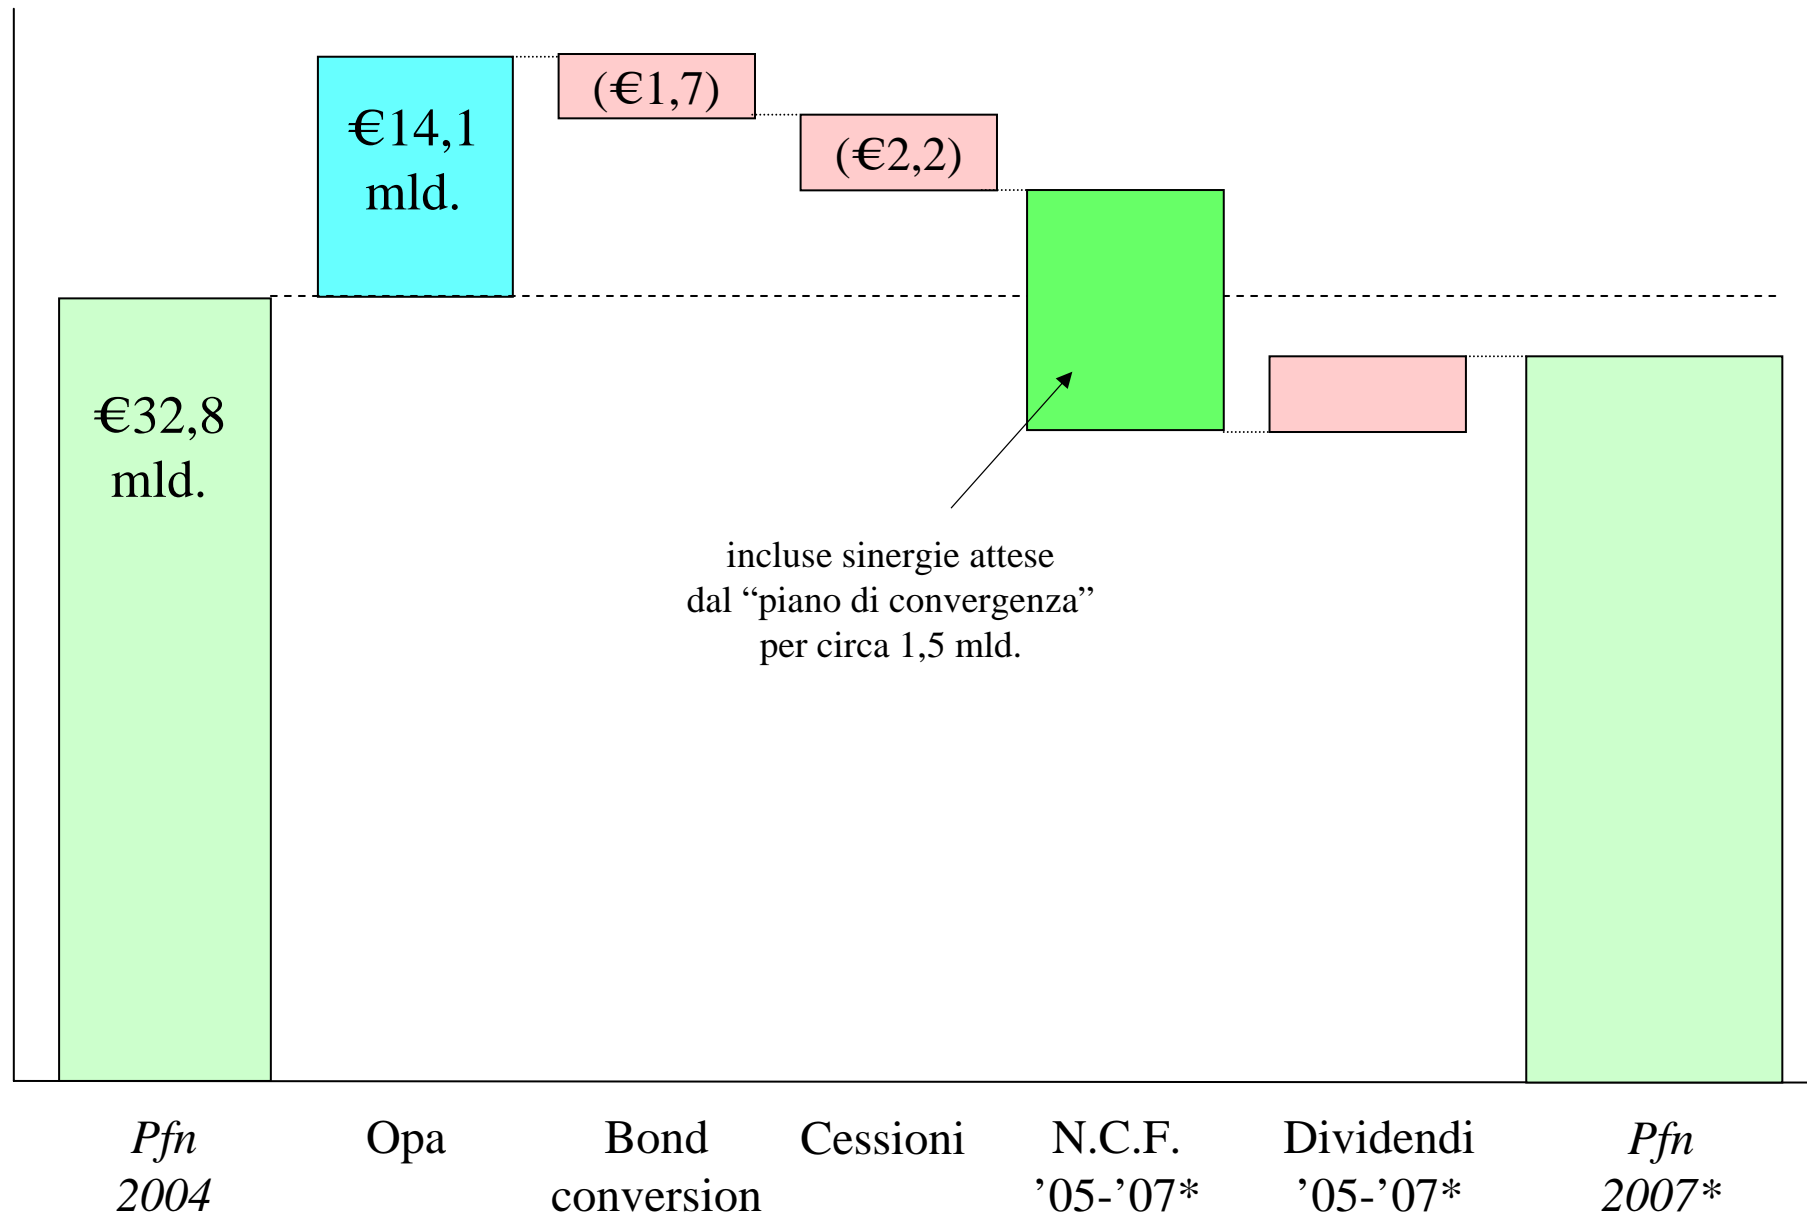 €14,1
mld.
(€1,7)
(€2,2)
€32,8
mld.
incluse sinergie attese
dal “piano di convergenza”
per circa 1,5 mld.
Pfn
2004
Opa
Bond
conversion
Cessioni
N.C.F.
’05-’07*
Dividendi
’05-’07*
Pfn
2007*